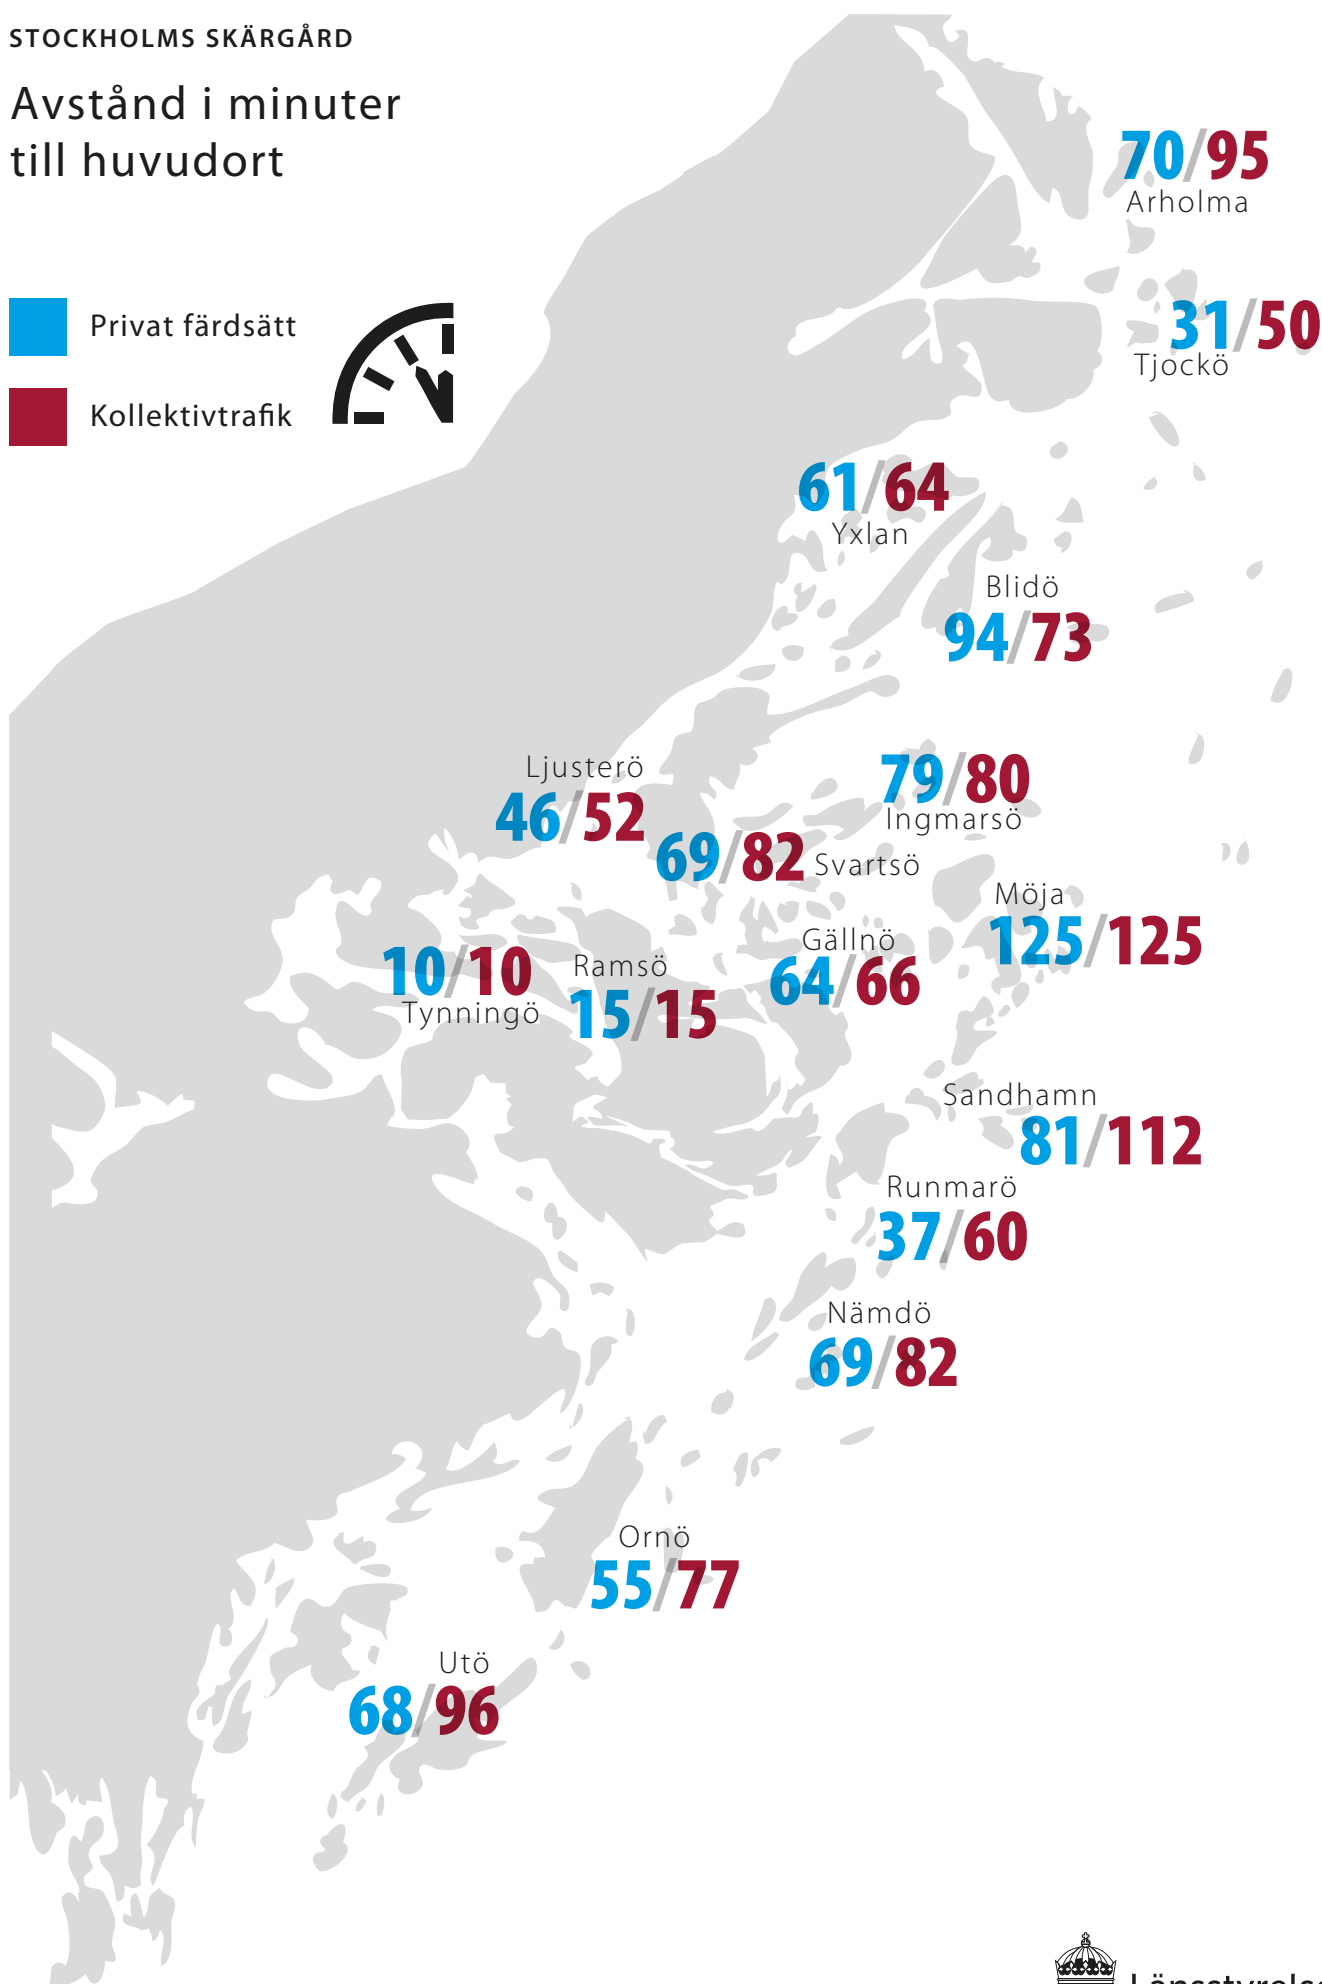 STOCKHOLMS SKÄRGÅRD
Avstånd i minuter
till huvudort
Privat färdsätt
Kollektivtrafik
70/95
Arholma
31/50
Tjockö
61/64
Yxlan
Blidö
94/73
Ljusterö
46/52
79/80
Ingmarsö
69/82 Svartsö
Möja
125/125
Gällnö
64/66
10/10
Tynningö
Ramsö
15/15
Sandhamn
81/112
Runmarö
37/60
Nämdö
69/82
Ornö
55/77
Utö
68/96